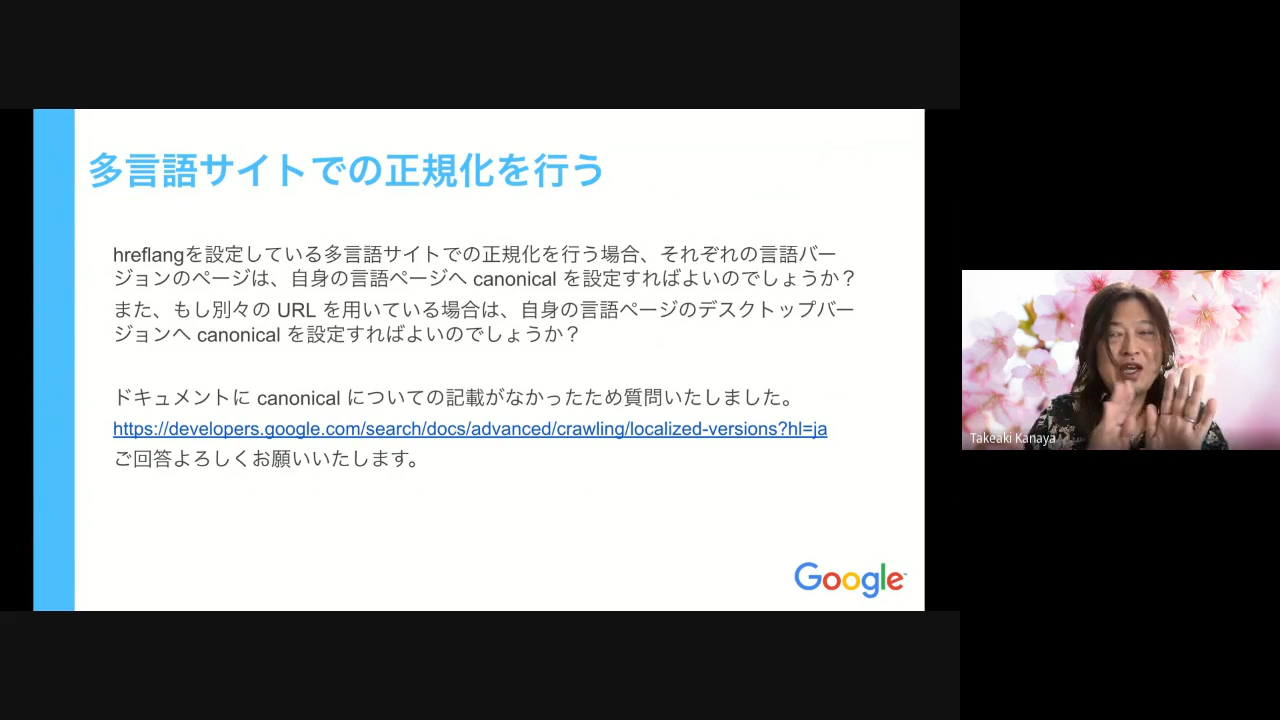 多言語サイトでの正規化を行う
hreflangを設定している多言語サイトでの正規化を行う場合、それぞれの言語バー
ジョンのページは、自身の言語ページへ canonical を設定すればよいのでしょうか？
また、もし別々の URL を用いている場合は、自身の言語ページのデスクトップバー
ジョンへ canonical を設定すればよいのでしょうか？
ドキュメントに canonical についての記載がなかったため質問いたしました。
https://developers.google.com/search/docs/advanced/crawling/localized-versions?hl=ja
ご回答よろしくお願いいたします。
Google
Takeaki Kanaya